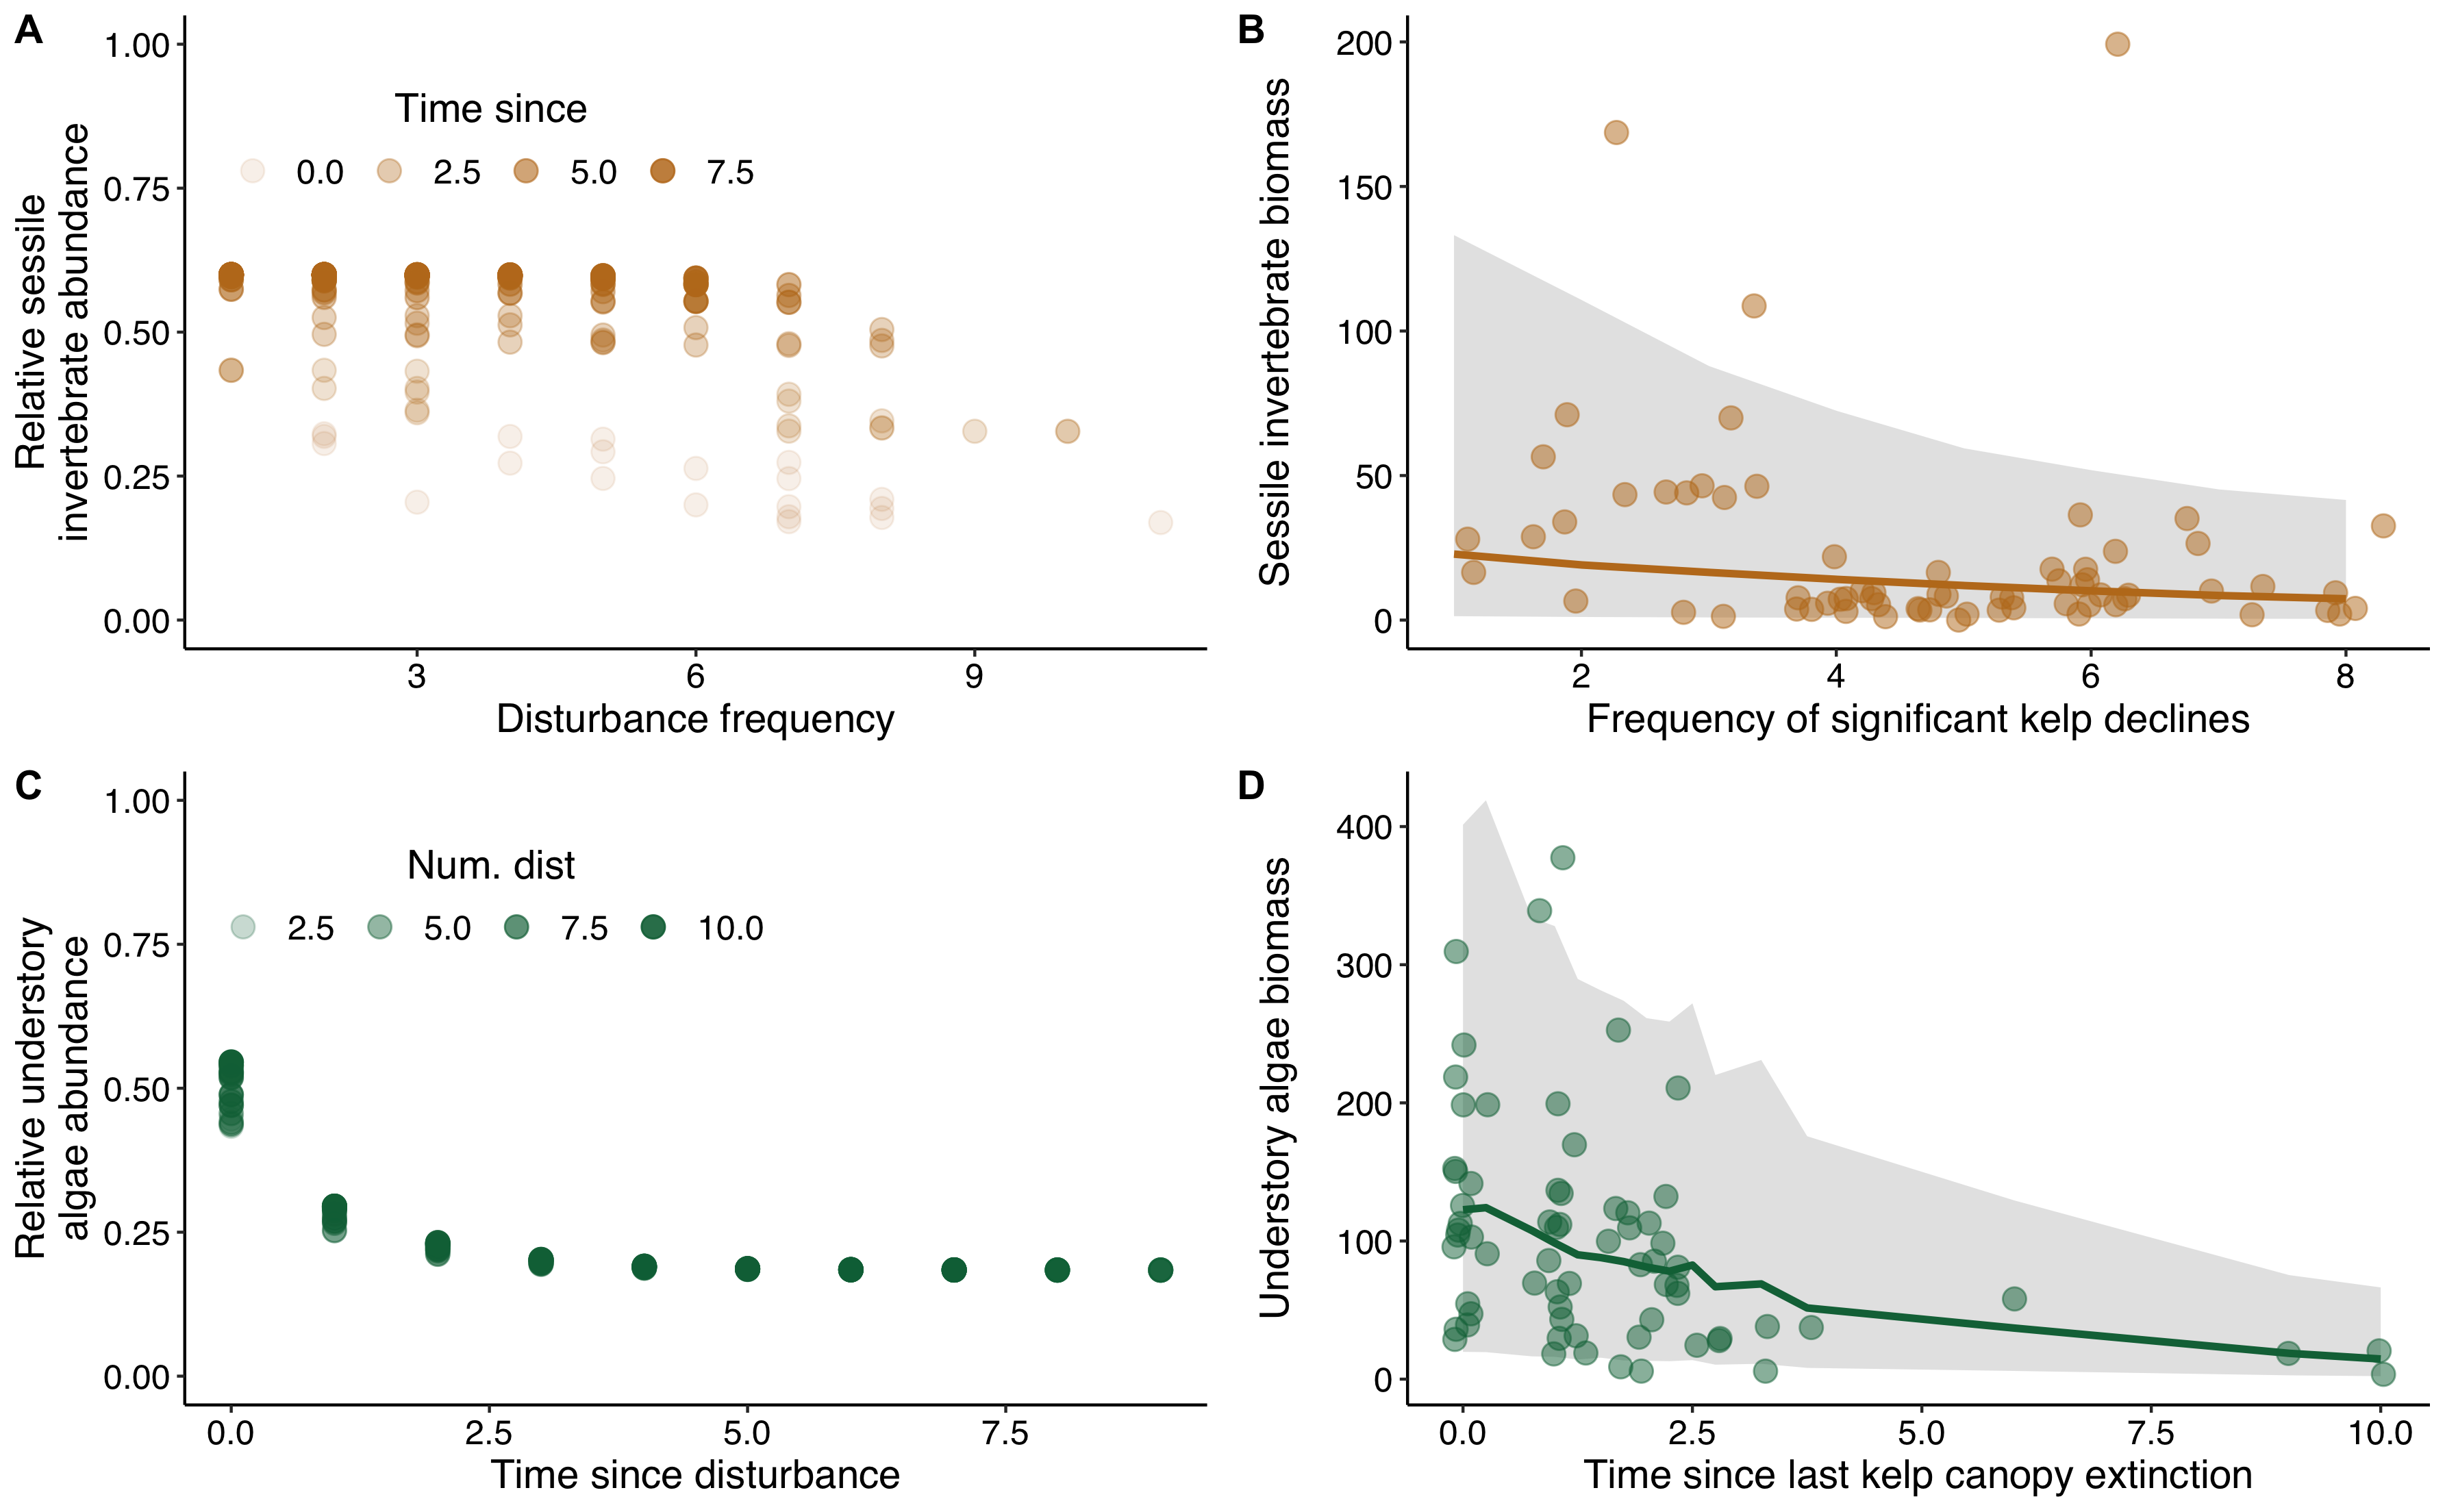 A
Relative sessile
invertebrate abundance
1.00
0.75
0.50
0.25
0.00
Time since
0.0 2.5 5.0 7.5
3 6 9
Disturbance frequency
B
Sessile invertebrate biomass
200
150
100
50
0
2 4 6 8
Frequency of significant kelp declines
C
Relative understory
algae abundance
1.00
0.75
0.50
0.25
0.00
Num. dist
2.5 5.0 7.5 10.0
0.0 2.5 5.0 7.5
Time since disturbance
D
Understory algae biomass
400
300
200
100
0
0.0 2.5 5.0 7.5 10.0
Time since last kelp canopy extinction